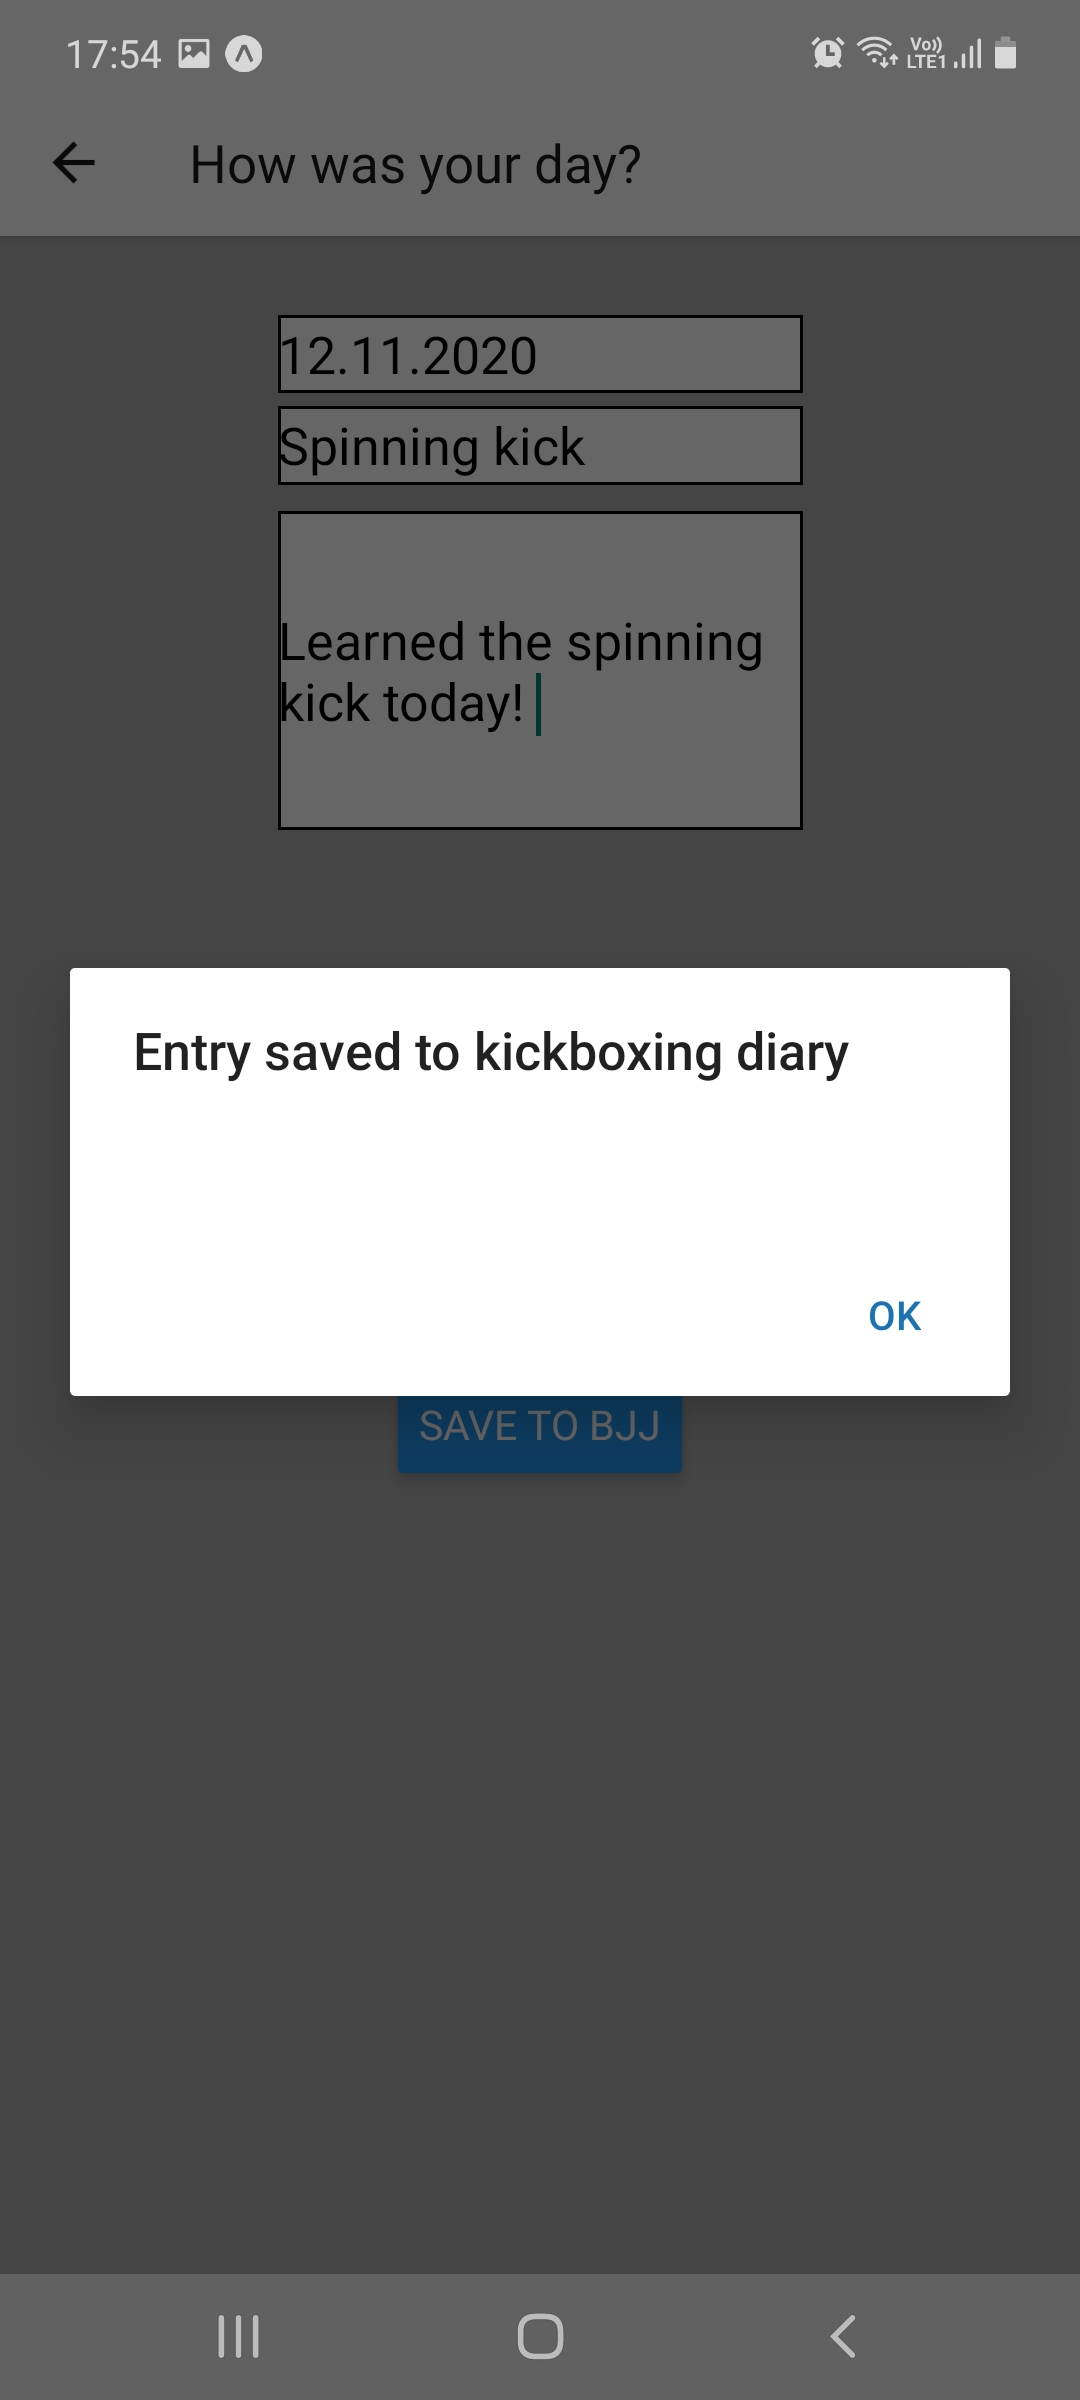 17:54
Vo))
LTE1
How was your day?
12.11.2020
Spinning kick
Learned the spinning
kick today!
Entry saved to kickboxing diary
OK
SAVE TO BJJ